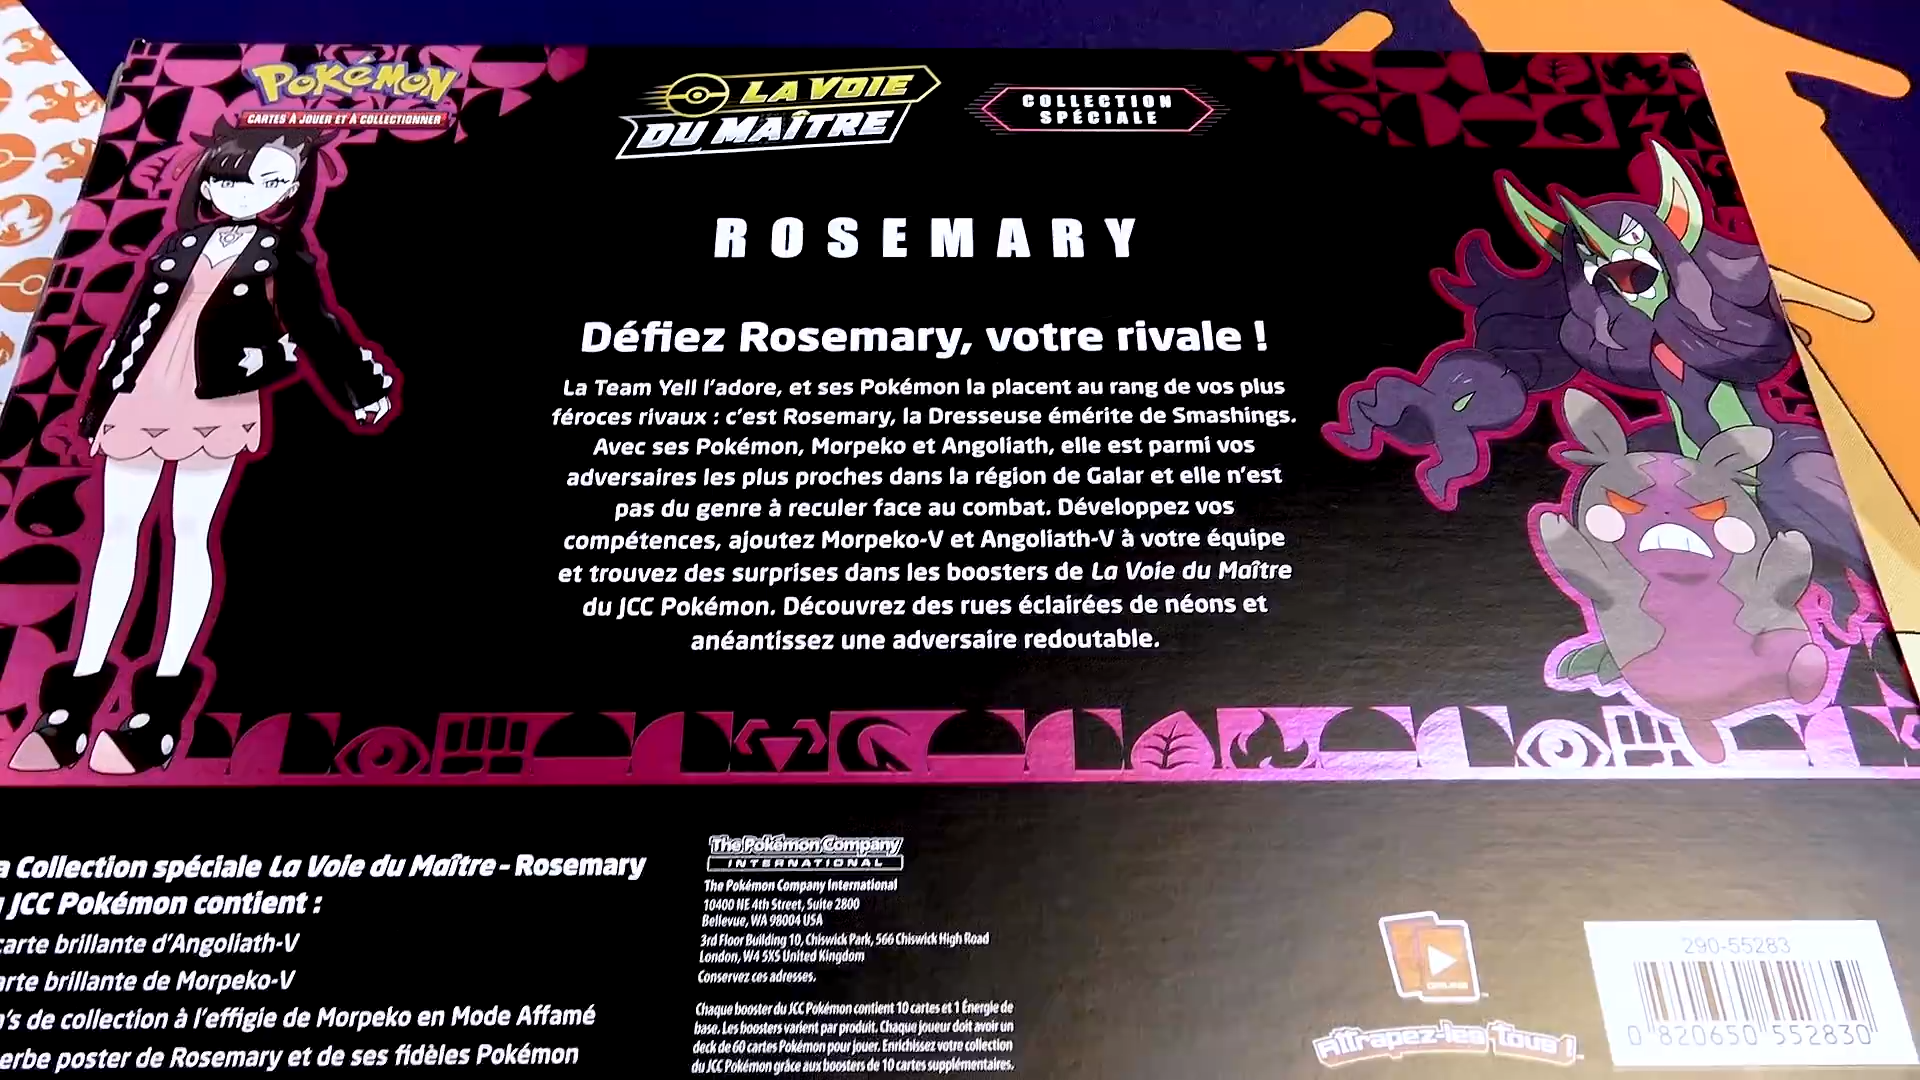 POKéMON
CARTES À JOUER ET À COLLECTIONNER
LA VOIE
DU MAÎTRE
COLLECTION
SPÉCIALE
ROSEMARY
Défiez Rosemary, votre rivale !
La Team Yell l'adore, et ses Pokémon la placent au rang de vos plus
féroces rivaux : c'est Rosemary, la Dresseuse émérite de Smashings.
Avec ses Pokémon, Morpeko et Angoliath, elle est parmi vos
adversaires les plus proches dans la région de Galar et elle n'est
pas du genre à reculer face au combat. Développez vos
compétences, ajoutez Morpeko-V et Angoliath-V à votre équipe
et trouvez des surprises dans les boosters de La Voie du Maître
du JCC Pokémon. Découvrez des rues éclairées de néons et
anéantissez une adversaire redoutable.
a Collection spéciale La Voie du Maître - Rosemary
JCC Pokémon contient :
carte brillante d'Angoliath-V
arte brillante de Morpeko-V
's de collection à l'effigie de Morpeko en Mode Affamé
erbe poster de Rosemary et de ses fidèles Pokémon
The Pokémon Company
INTERNATIONAL
The Pokémon Company International
10400 NE 4th Street, Suite 2800
Bellevue, WA 98004 USA
3rd Floor Building 10, Chiswick Park, 566 Chiswick High Road
London, W4 5XS United Kingdom
Conservez ces adresses.
Chaque booster du JCC Pokémon contient 10 cartes et 1 Énergie de
base. Les boosters varient par produit. Chaque joueur doit avoir un
deck de 60 cartes Pokémon pour jouer. Enrichissez votre collection
du JCC Pokémon grâce aux boosters de 10 cartes supplémentaires.
ONLINE
Attrapez-les Tous !
290-55283
0 820650 552830